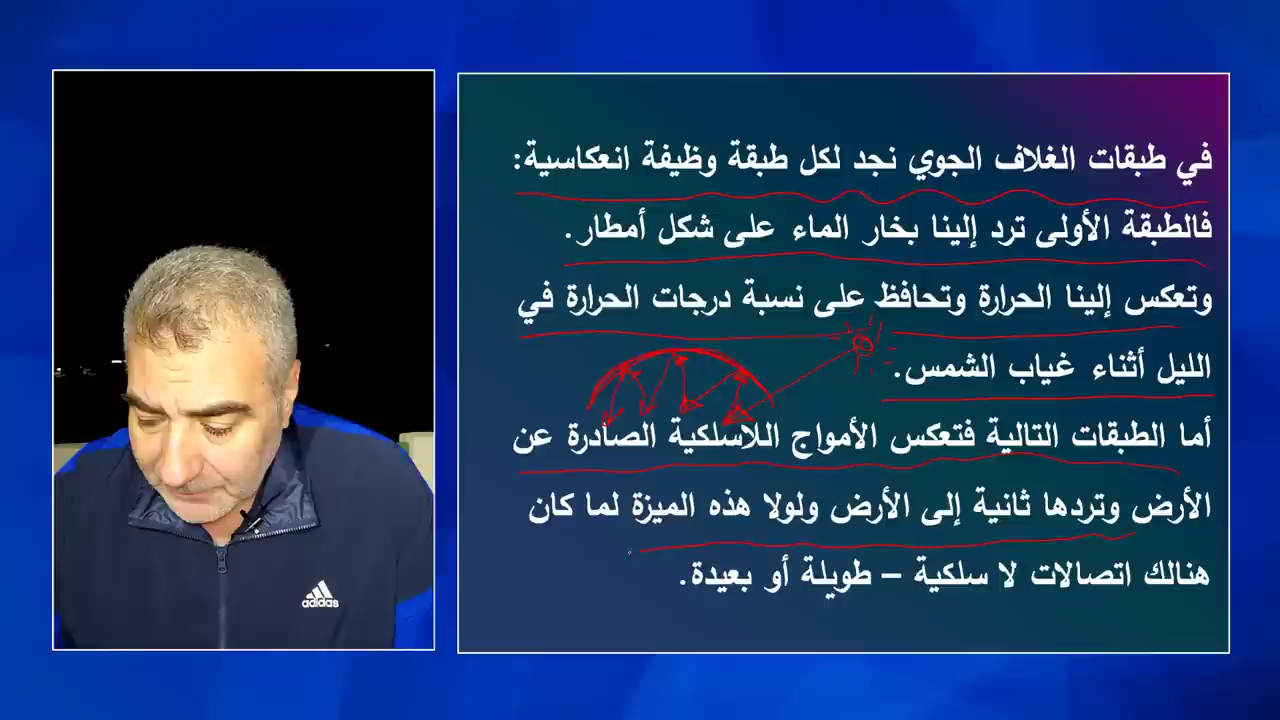 في طبقات الغلاف الجوي نجد لكل طبقة وظيفة انعكاسية:
فالطبقة الأولى ترد إلينا بخار الماء على شكل أمطار.
وتعكس إلينا الحرارة وتحافظ على نسبة درجات الحرارة في
الليل أثناء غياب الشمس.
أما الطبقات التالية فتعكس الأمواج اللاسلكية الصادرة عن
الأرض وتردها ثانية إلى الأرض ولولا هذه الميزة لما كان
هنالك اتصالات لا سلكية – طويلة أو بعيدة.
adidas